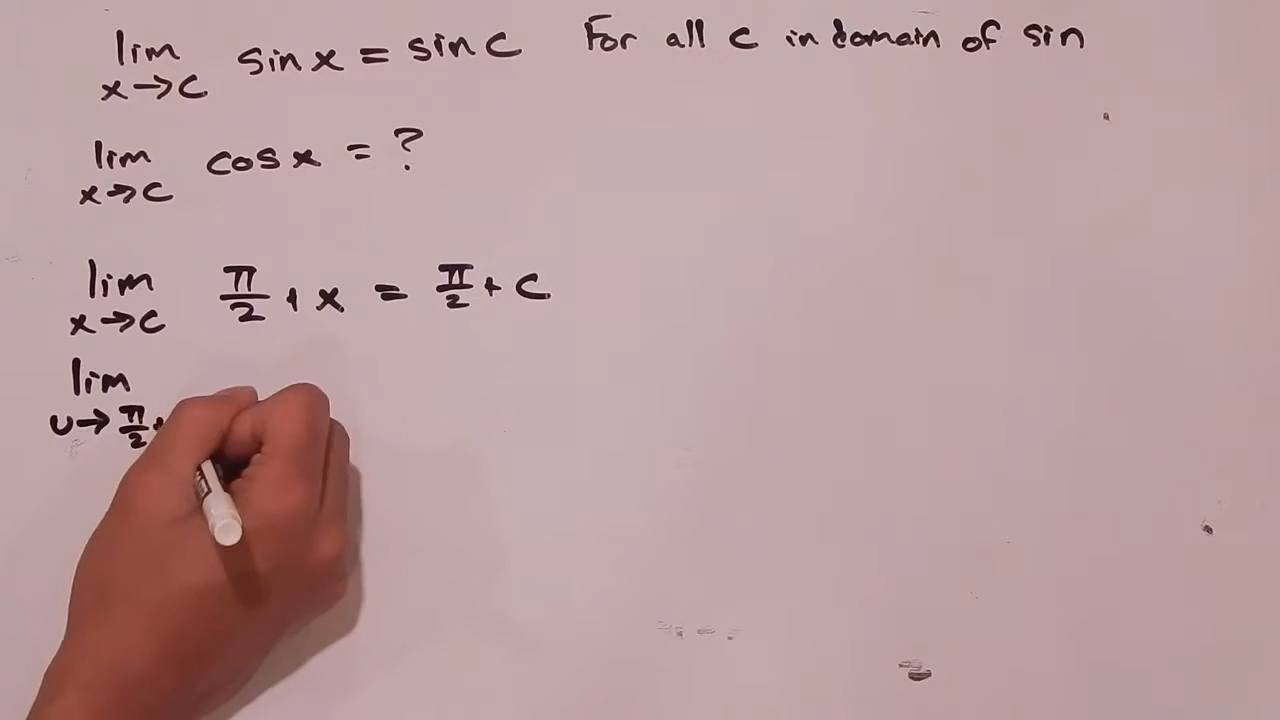 lim sin x = sin c For all c in domain of sin
x→c
lim cos x = ?
x→c
lim π/2 + x = π/2 + c
x→c
lim
u→π/2+